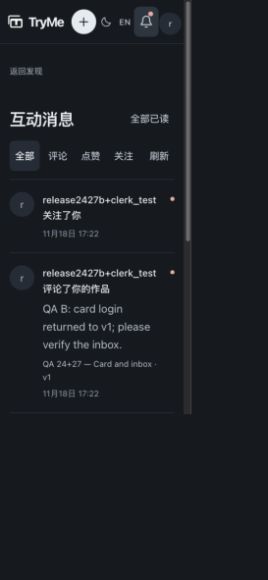 TryMe + EN r
返回发现
互动消息 全部已读
全部 评论 点赞 关注 刷新
r release2427b+clerk_test
关注了你
11月18日 17:22
r release2427b+clerk_test
评论了你的作品
QA B: card login
returned to v1; please
verify the inbox.
QA 24+27 — Card and inbox ·
v1
11月18日 17:22